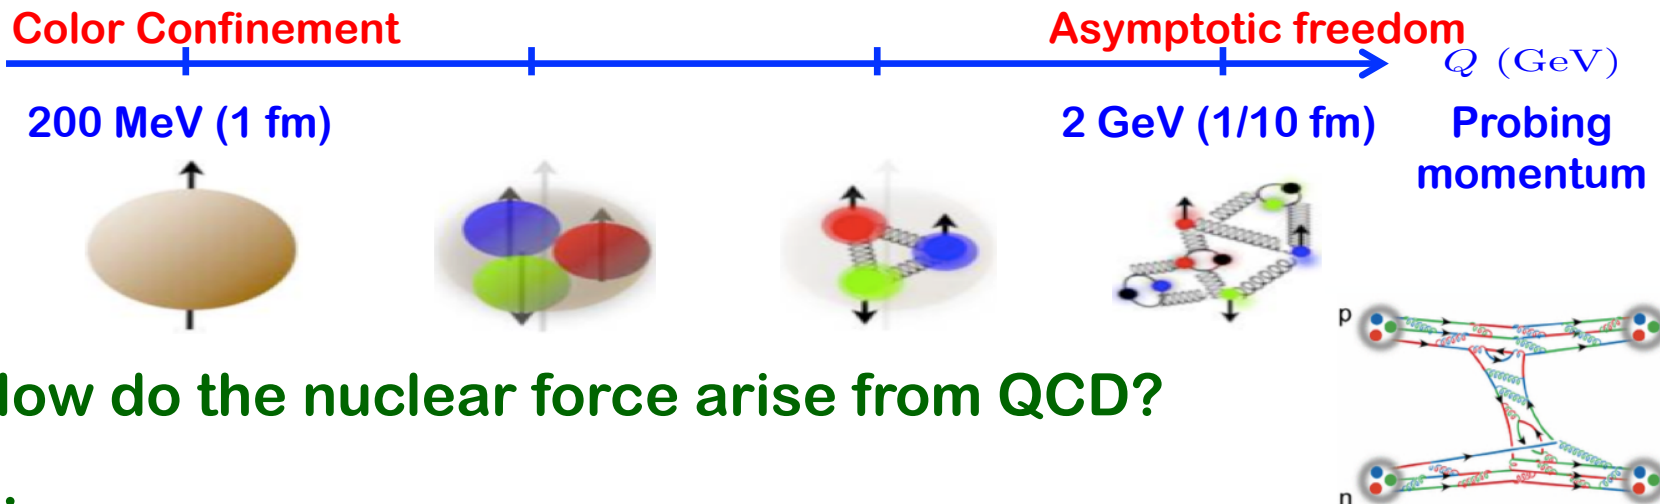 Color Confinement
Asymptotic freedom
Q (GeV)
200 MeV (1 fm)
2 GeV (1/10 fm)
Probing
momentum
p
low do the nuclear force arise from QCD?
n